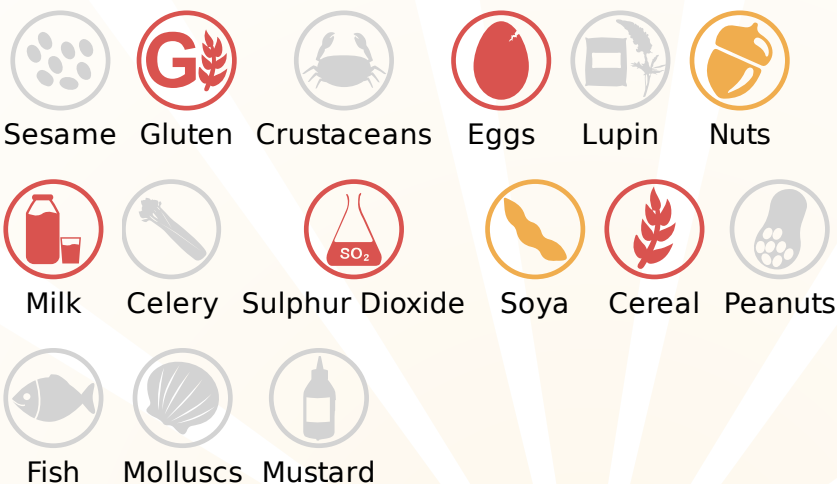 G
Sesame Gluten Crustaceans Eggs Lupin Nuts
SO₂
Milk Celery Sulphur Dioxide Soya Cereal Peanuts
Fish Molluscs Mustard